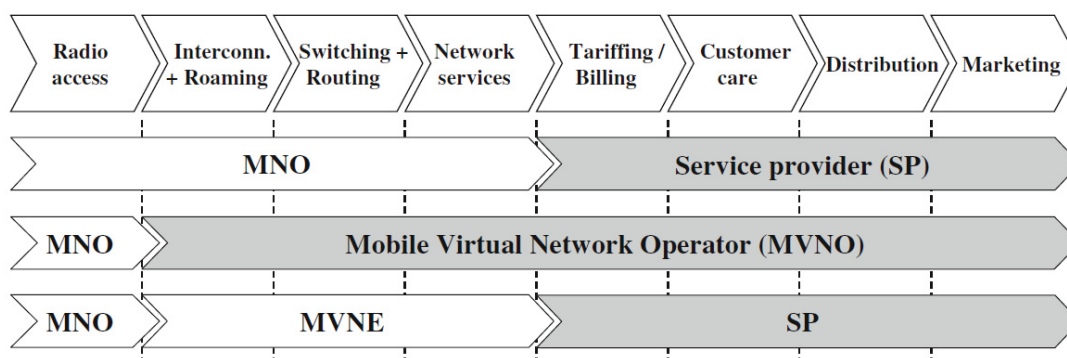 Radio
access
Interconn.
+ Roaming
Switching +
Routing
Network
services
Tariffing /
Billing
Customer
care
Distribution
Marketing
MNO
Service provider (SP)
MNO
Mobile Virtual Network Operator (MVNO)
MNO
MVNE
SP